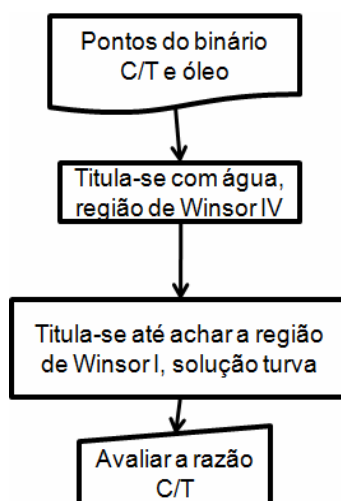 Pontos do binário
C/T e óleo
Titula-se com água,
região de Winsor IV
Titula-se até achar a região
de Winsor I, solução turva
Avaliar a razão
C/T